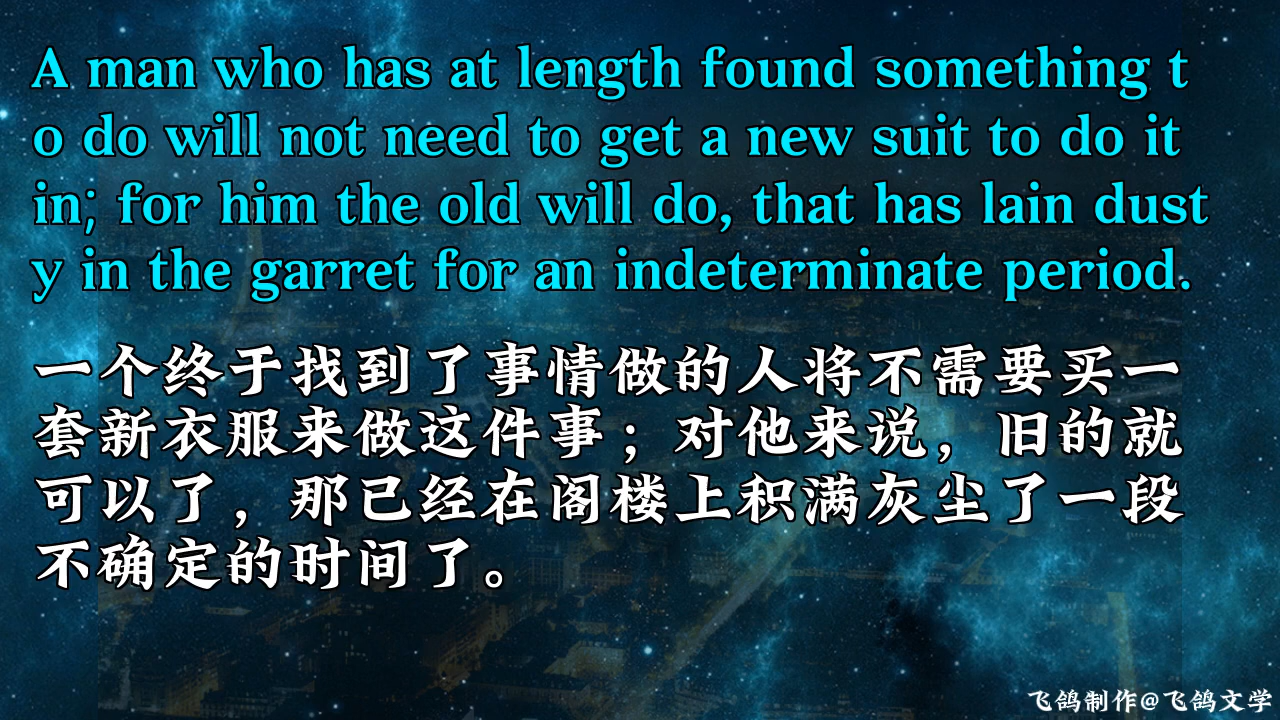 A man who has at length found something t
o do will not need to get a new suit to do it
in; for him the old will do, that has lain dust
y in the garret for an indeterminate period.
一个终于找到了事情做的人将不需要买一
套新衣服来做这件事；对他来说，旧的就
可以了，那已经在阁楼上积满灰尘了一段
不确定的时间了。
飞鸽制作@飞鸽文学